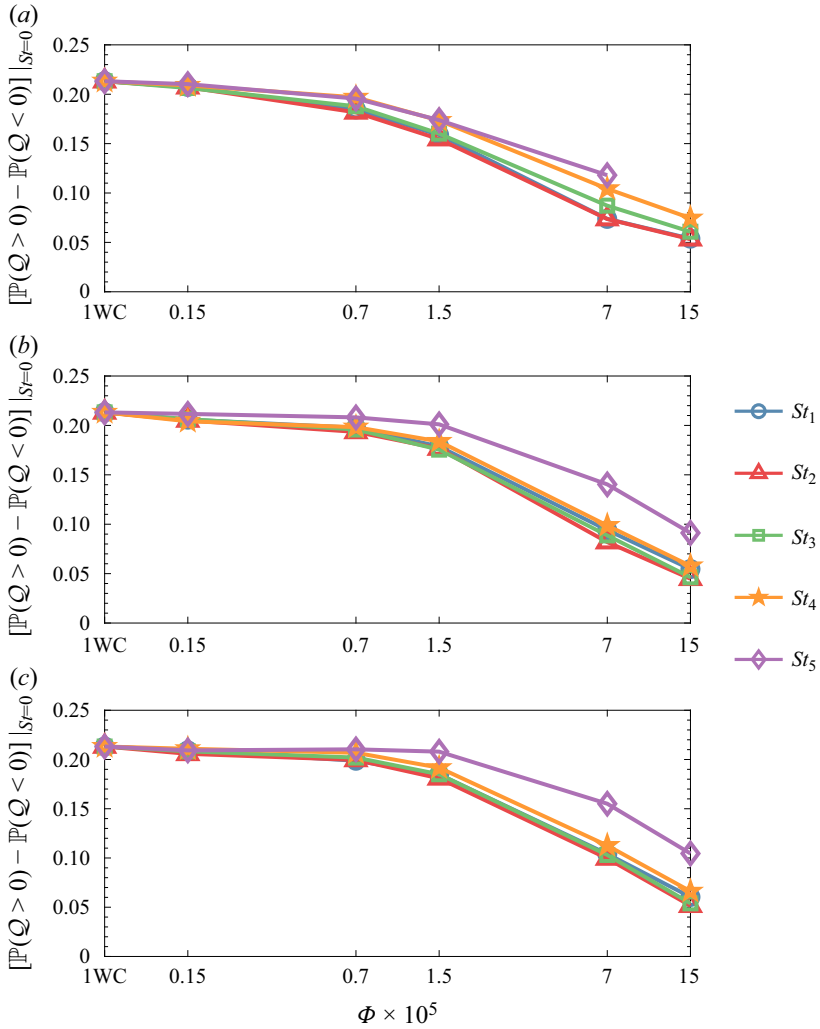 (a)
[ℙ(𝒬 > 0) − ℙ(𝒬 < 0)] |St=0
0.25
0.20
0.15
0.10
0.05
0
1WC 0.15 0.7 1.5 7 15
(b)
[ℙ(𝒬 > 0) − ℙ(𝒬 < 0)] |St=0
0.25
0.20
0.15
0.10
0.05
0
1WC 0.15 0.7 1.5 7 15
St1
St2
St3
St4
St5
(c)
[ℙ(𝒬 > 0) − ℙ(𝒬 < 0)] |St=0
0.25
0.20
0.15
0.10
0.05
0
1WC 0.15 0.7 1.5 7 15
Φ × 10⁵